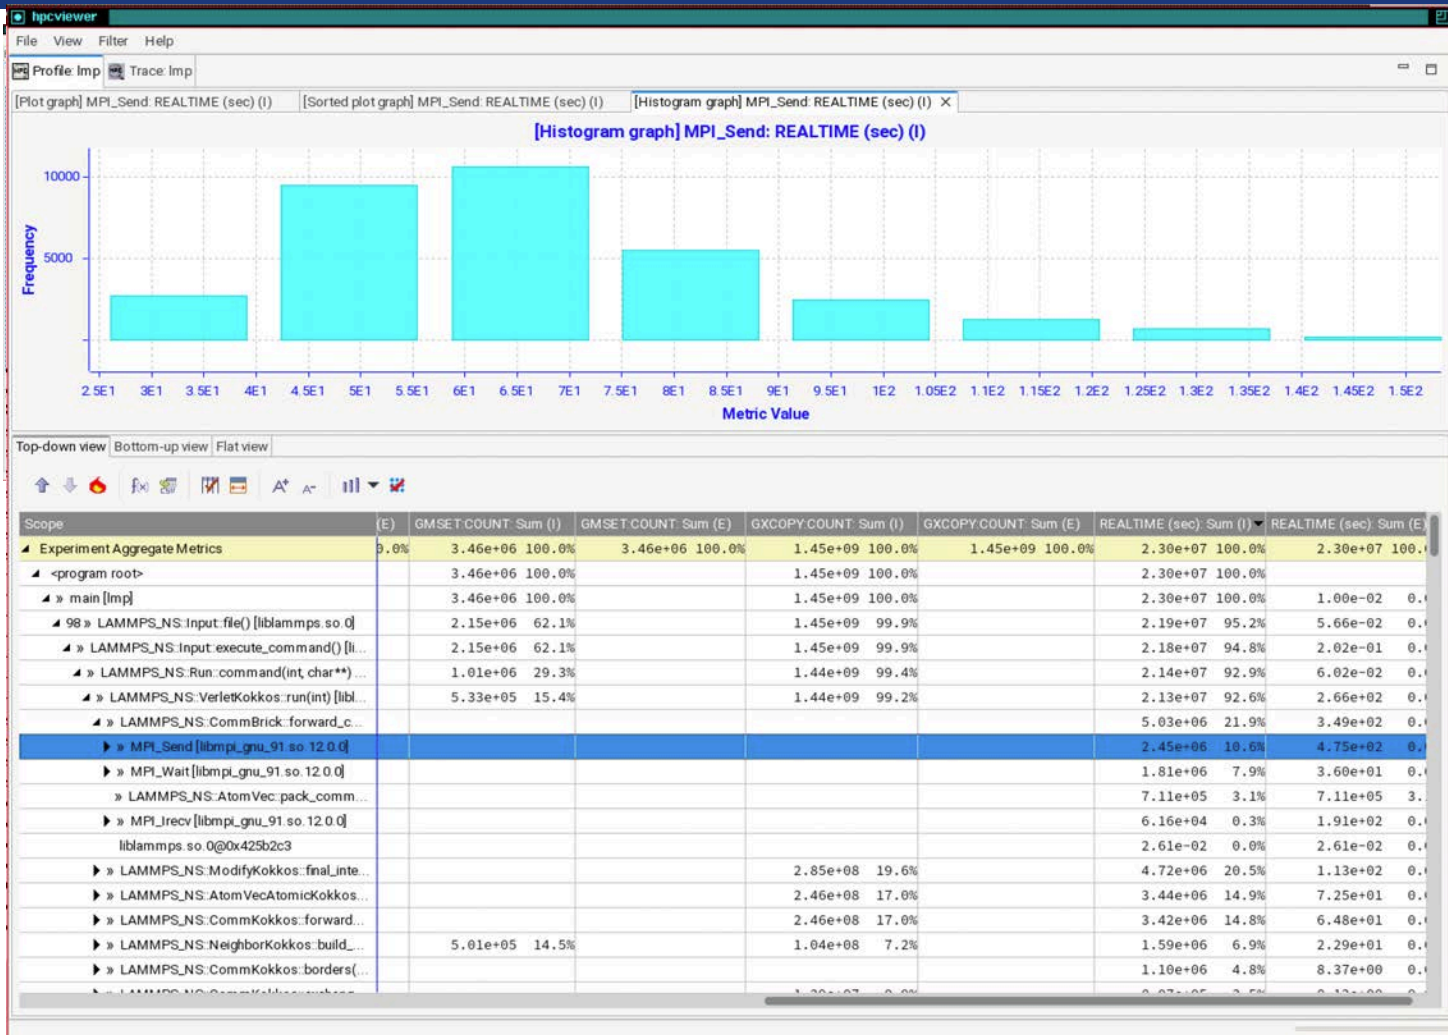 hpcviewer
File View Filter Help
Profile: lmp Trace: lmp
[Plot graph] MPI_Send: REALTIME (sec) (I) [Sorted plot graph] MPI_Send: REALTIME (sec) (I) [Histogram graph] MPI_Send: REALTIME (sec) (I)
[Histogram graph] MPI_Send: REALTIME (sec) (I)
10000
5000
Frequency
2.5E1 3E1 3.5E1 4E1 4.5E1 5E1 5.5E1 6E1 6.5E1 7E1 7.5E1 8E1 8.5E1 9E1 9.5E1 1E2 1.05E2 1.1E2 1.15E2 1.2E2 1.25E2 1.3E2 1.35E2 1.4E2 1.45E2 1.5E2
Metric Value
Top-down view Bottom-up view Flat view
Scope (E) GMSET:COUNT: Sum (I) GMSET:COUNT: Sum (E) GXCOPY:COUNT: Sum (I) GXCOPY:COUNT: Sum (E) REALTIME (sec): Sum (I) REALTIME (sec): Sum (E)
Experiment Aggregate Metrics 0.0% 3.46e+06 100.0% 3.46e+06 100.0% 1.45e+09 100.0% 1.45e+09 100.0% 2.30e+07 100.0% 2.30e+07 100.
<program root> 3.46e+06 100.0% 1.45e+09 100.0% 2.30e+07 100.0%
» main [lmp] 3.46e+06 100.0% 1.45e+09 100.0% 2.30e+07 100.0% 1.00e-02 0.
98 » LAMMPS_NS::Input::file() [liblammps.so.0] 2.15e+06 62.1% 1.45e+09 99.9% 2.19e+07 95.2% 5.66e-02 0.
» LAMMPS_NS::Input::execute_command() [li... 2.15e+06 62.1% 1.45e+09 99.9% 2.18e+07 94.8% 2.02e-01 0.
» LAMMPS_NS::Run::command(int, char**) ... 1.01e+06 29.3% 1.44e+09 99.4% 2.14e+07 92.9% 6.02e-02 0.
» LAMMPS_NS::VerletKokkos::run(int) [libl... 5.33e+05 15.4% 1.44e+09 99.2% 2.13e+07 92.6% 2.66e+02 0.
» LAMMPS_NS::CommBrick::forward_c... 5.03e+06 21.9% 3.49e+02 0.
» MPI_Send [libmpi_gnu_91.so.12.0.0] 2.45e+06 10.6% 4.75e+02 0.
» MPI_Wait [libmpi_gnu_91.so.12.0.0] 1.81e+06 7.9% 3.60e+01 0.
» LAMMPS_NS::AtomVec::pack_comm... 7.11e+05 3.1% 7.11e+05 3.
» MPI_Irecv [libmpi_gnu_91.so.12.0.0] 6.16e+04 0.3% 1.91e+02 0.
liblammps.so.0@0x425b2c3 2.61e-02 0.0% 2.61e-02 0.
» LAMMPS_NS::ModifyKokkos::final_inte... 2.85e+08 19.6% 4.72e+06 20.5% 1.13e+02 0.
» LAMMPS_NS::AtomVecAtomicKokkos... 2.46e+08 17.0% 3.44e+06 14.9% 7.25e+01 0.
» LAMMPS_NS::CommKokkos::forward... 2.46e+08 17.0% 3.42e+06 14.8% 6.48e+01 0.
» LAMMPS_NS::NeighborKokkos::build_... 5.01e+05 14.5% 1.04e+08 7.2% 1.59e+06 6.9% 2.29e+01 0.
» LAMMPS_NS::CommKokkos::borders(... 1.10e+06 4.8% 8.37e+00 0.